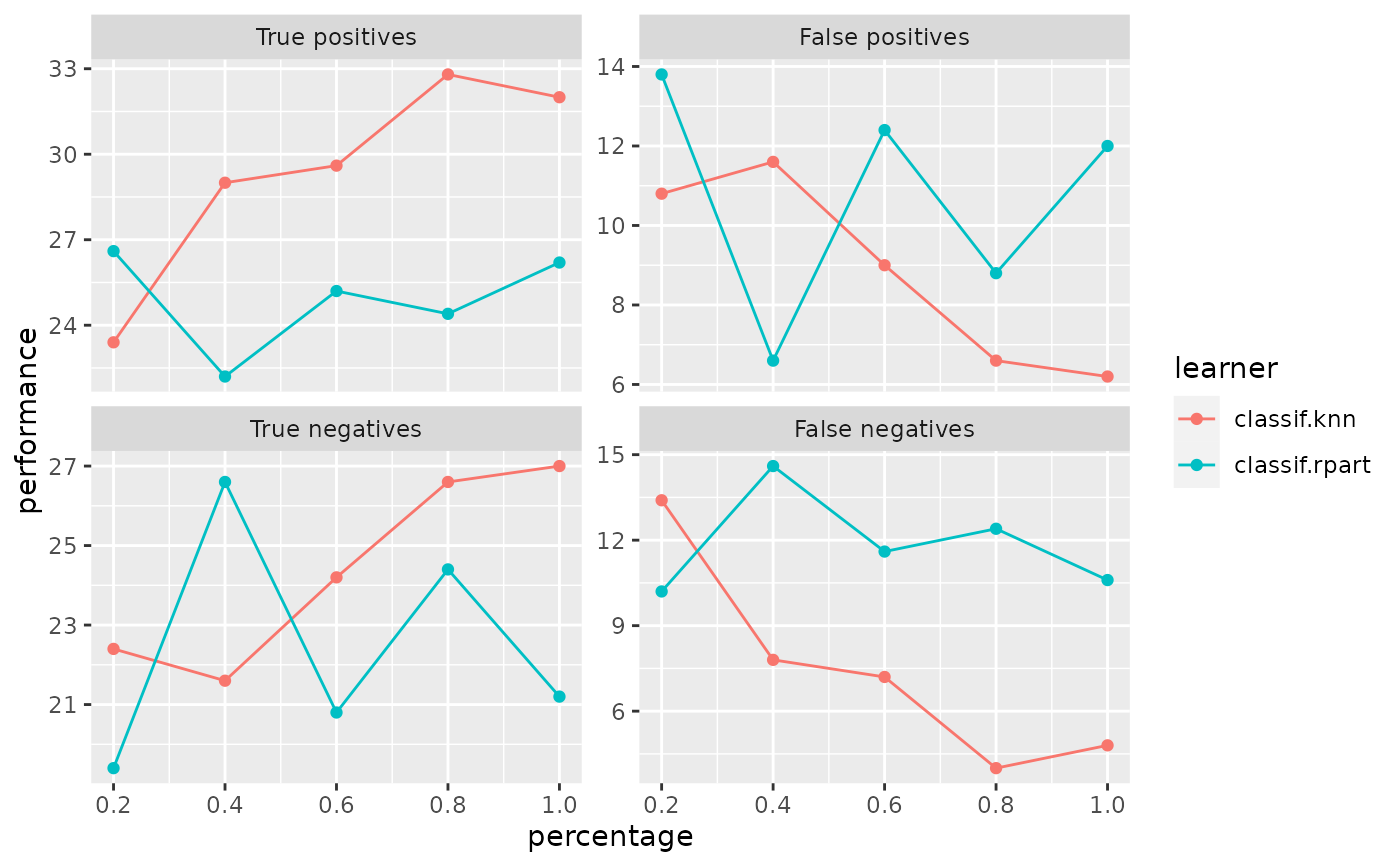 True positives
False positives
33
30
27
24
14
12
10
8
6
performance
True negatives
False negatives
27
25
23
21
15
12
9
6
0.2 0.4 0.6 0.8 1.0
0.2 0.4 0.6 0.8 1.0
percentage
learner
classif.knn
classif.rpart